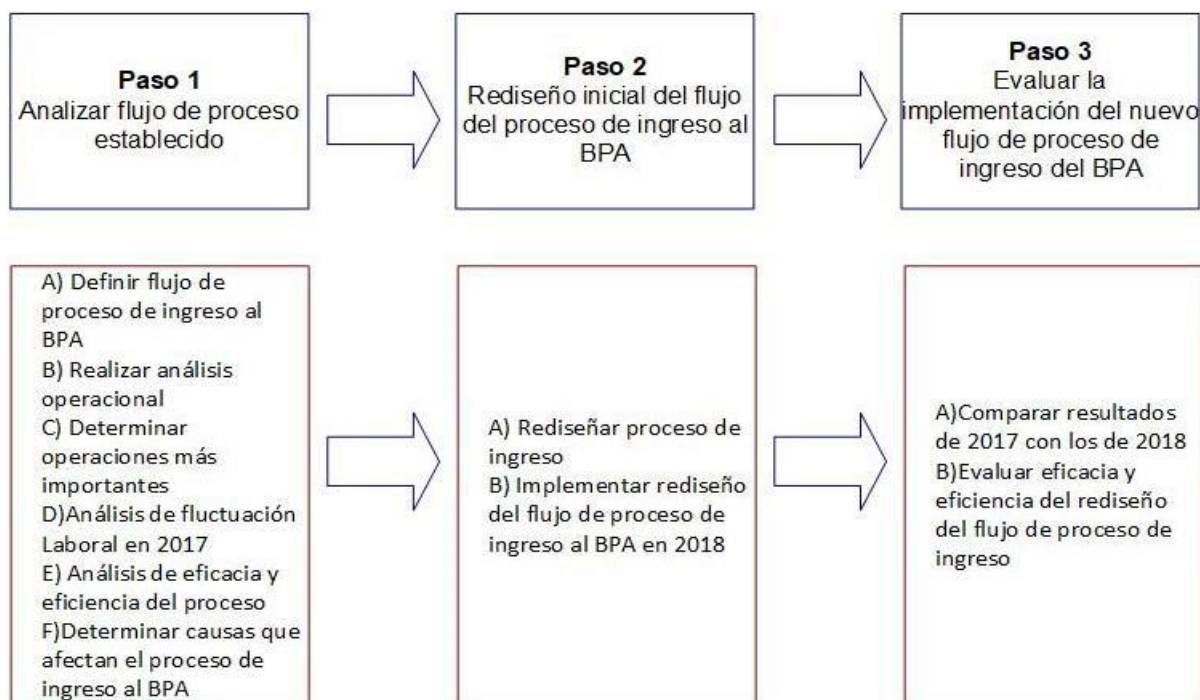 Paso 1
Analizar flujo de proceso
establecido
Paso 2
Rediseño inicial del flujo
del proceso de ingreso al
BPA
Paso 3
Evaluar la
implementación del nuevo
flujo de proceso de
ingreso del BPA
A) Definir flujo de
proceso de ingreso al
BPA
B) Realizar análisis
operacional
C) Determinar
operaciones más
importantes
D)Análisis de fluctuación
Laboral en 2017
E) Análisis de eficacia y
eficiencia del proceso
F)Determinar causas que
afectan el proceso de
ingreso al BPA
A) Rediseñar proceso de
ingreso
B) Implementar rediseño
del flujo de proceso de
ingreso al BPA en 2018
A)Comparar resultados
de 2017 con los de 2018
B)Evaluar eficacia y
eficiencia del rediseño
del flujo de proceso de
ingreso